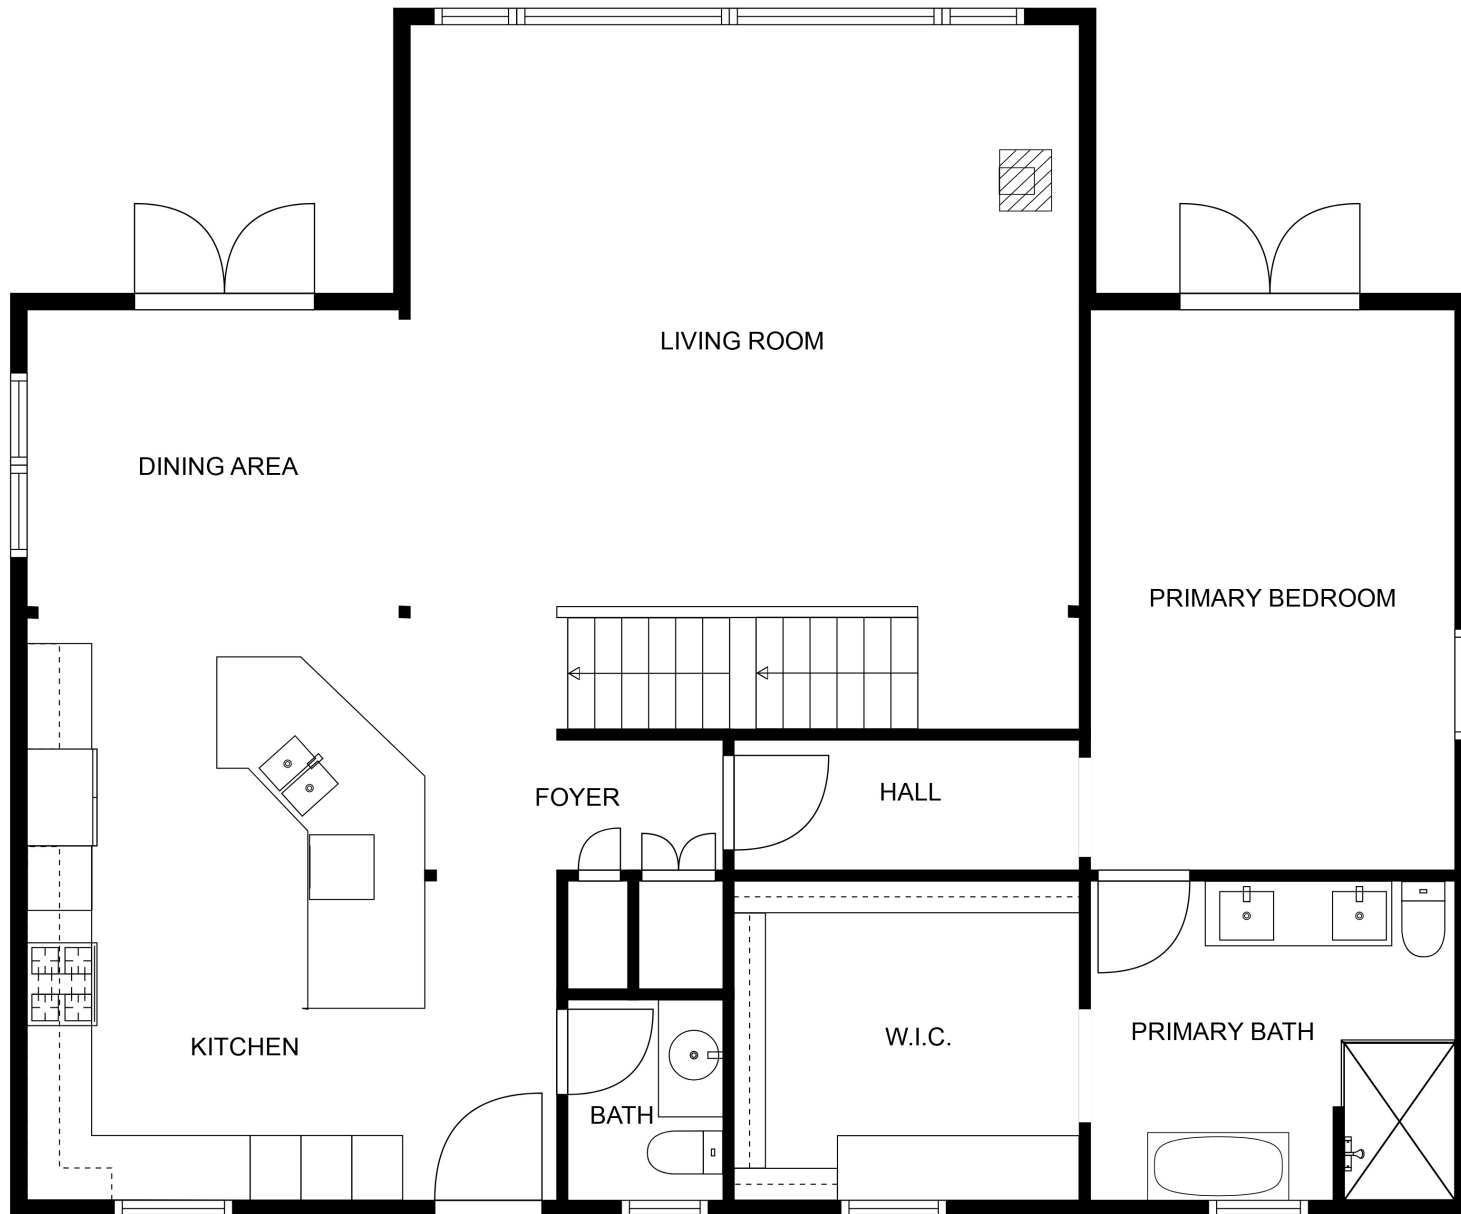 LIVING ROOM
DINING AREA
PRIMARY BEDROOM
FOYER
HALL
KITCHEN
W.I.C.
PRIMARY BATH
BATH